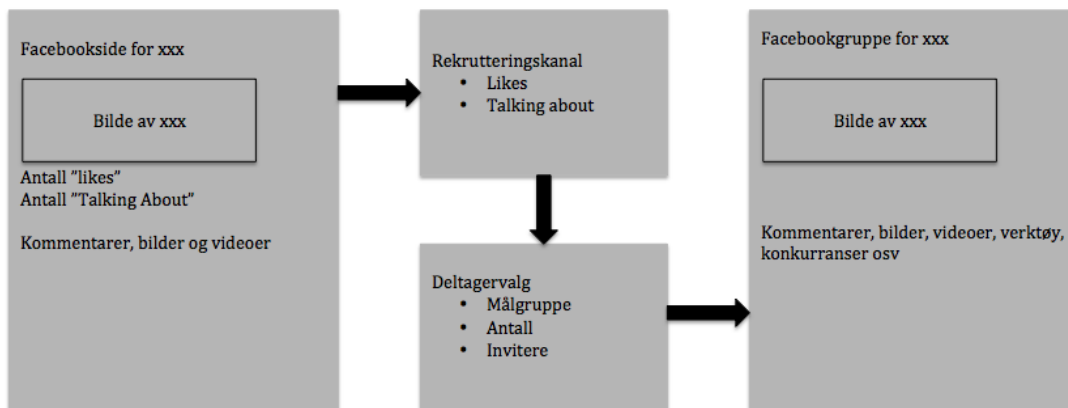 Facebookside for xxx
Bilde av xxx
Antall ”likes”
Antall ”Talking About”
Kommentarer, bilder og videoer
Rekrutteringskanal
• Likes
• Talking about
Deltagervalg
• Målgruppe
• Antall
• Invitere
Facebookgruppe for xxx
Bilde av xxx
Kommentarer, bilder, videoer, verktøy,
konkurranser osv